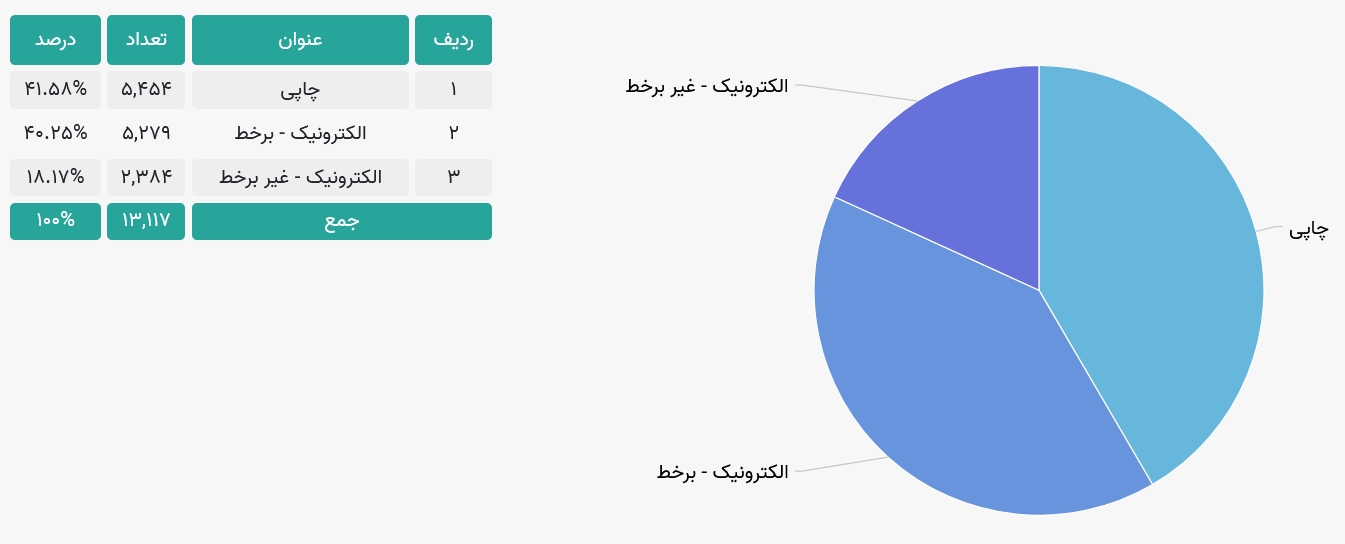 ردیف عنوان تعداد درصد
۱ چاپی ۵,۴۵۴ ۴۱.۵۸%
۲ الکترونیک - برخط ۵,۲۷۹ ۴۰.۲۵%
۳ الکترونیک - غیر برخط ۲,۳۸۴ ۱۸.۱۷%
جمع ۱۳,۱۱۷ ۱۰۰%
الکترونیک - غیر برخط
چاپی
الکترونیک - برخط